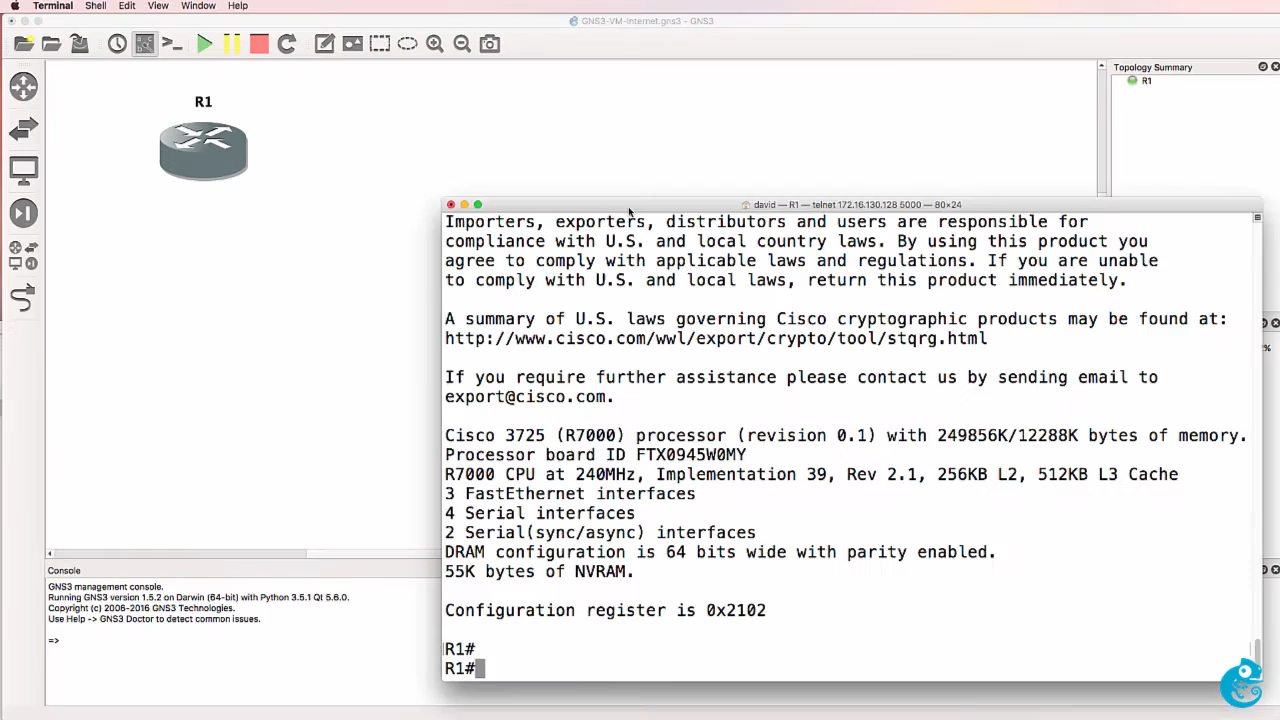 Terminal Shell Edit View Window Help
GNS3-VM-Internet.gns3 - GNS3
Topology Summary
R1
R1
david — R1 — telnet 172.16.130.128 5000 — 80×24
Importers, exporters, distributors and users are responsible for
compliance with U.S. and local country laws. By using this product you
agree to comply with applicable laws and regulations. If you are unable
to comply with U.S. and local laws, return this product immediately.
A summary of U.S. laws governing Cisco cryptographic products may be found at:
http://www.cisco.com/wwl/export/crypto/tool/stqrg.html
If you require further assistance please contact us by sending email to
export@cisco.com.
Cisco 3725 (R7000) processor (revision 0.1) with 249856K/12288K bytes of memory.
Processor board ID FTX0945W0MY
R7000 CPU at 240MHz, Implementation 39, Rev 2.1, 256KB L2, 512KB L3 Cache
3 FastEthernet interfaces
4 Serial interfaces
2 Serial(sync/async) interfaces
DRAM configuration is 64 bits wide with parity enabled.
55K bytes of NVRAM.
Configuration register is 0x2102
R1#
R1#
Console
GNS3 management console.
Running GNS3 version 1.5.2 on Darwin (64-bit) with Python 3.5.1 Qt 5.6.0.
Copyright (c) 2006-2016 GNS3 Technologies.
Use Help -> GNS3 Doctor to detect common issues.
=>